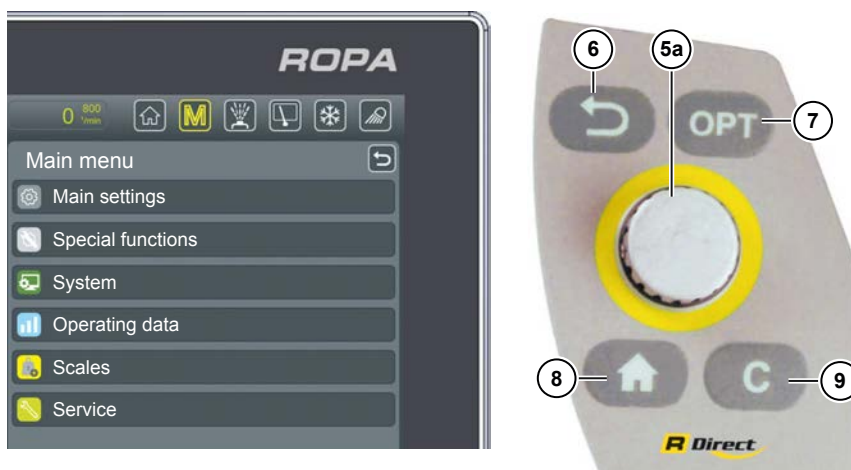 ROPA
0 800
1/min
M
Main menu
Main settings
Special functions
System
Operating data
Scales
Service
6
5a
OPT
7
8
C
9
R Direct